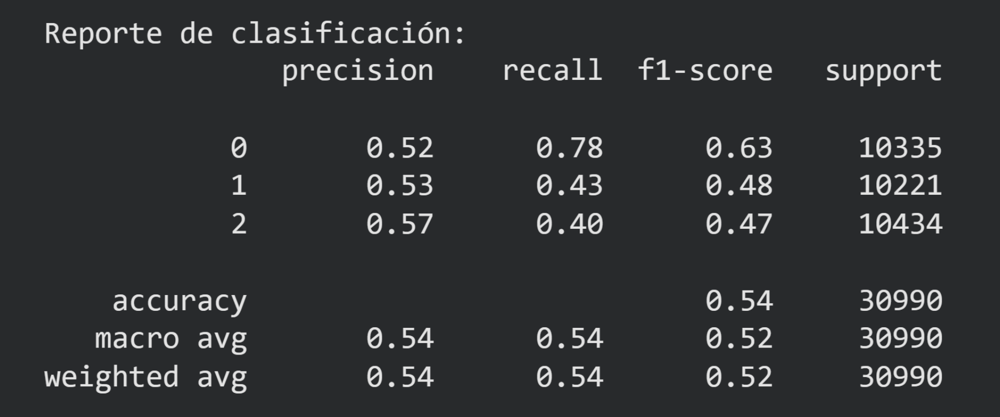 Reporte de clasificación:
precision recall f1-score support
0 0.52 0.78 0.63 10335
1 0.53 0.43 0.48 10221
2 0.57 0.40 0.47 10434
accuracy 0.54 30990
macro avg 0.54 0.54 0.52 30990
weighted avg 0.54 0.54 0.52 30990